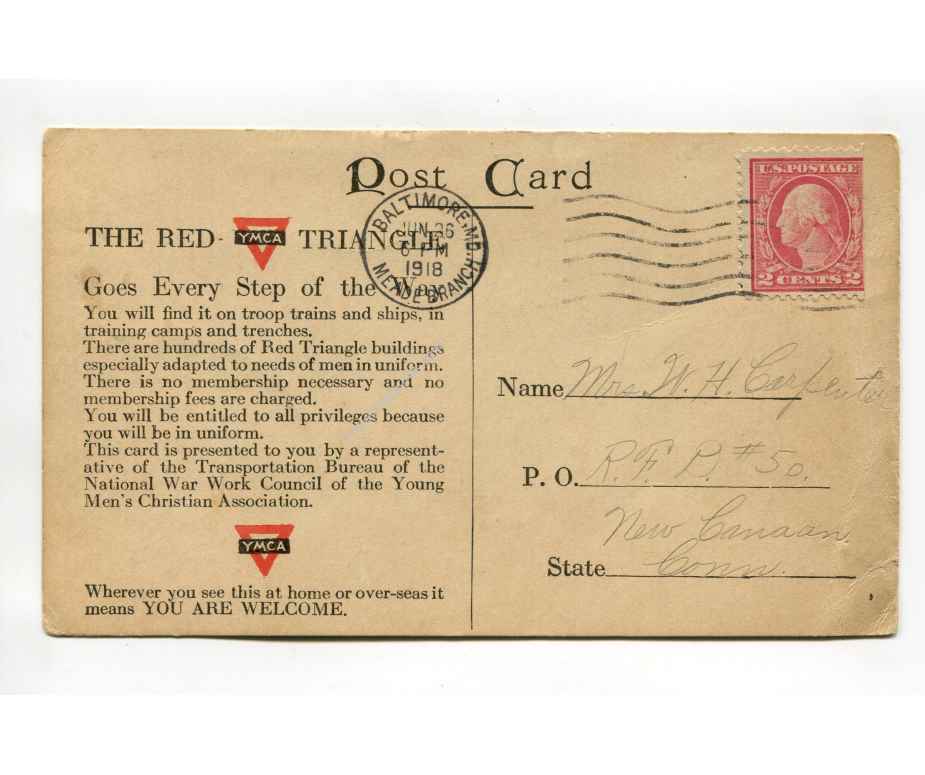 Post Card
THE RED YMCA TRIANGLE
Goes Every Step of the Way
You will find it on troop trains and ships, in
training camps and trenches.
There are hundreds of Red Triangle buildings
especially adapted to needs of men in uniform.
There is no membership necessary and no
membership fees are charged.
You will be entitled to all privileges because
you will be in uniform.
This card is presented to you by a represent-
ative of the Transportation Bureau of the
National War Work Council of the Young
Men's Christian Association.
YMCA
Wherever you see this at home or over-seas it
means YOU ARE WELCOME.
BALTIMORE, MD.
JUN 26
6 PM
1918
MEADE BRANCH
U.S. POSTAGE
2 CENTS 2
Name Mrs. W. H. Carpenter
P. O. R. F. D. #50.
New Canaan
State Conn.